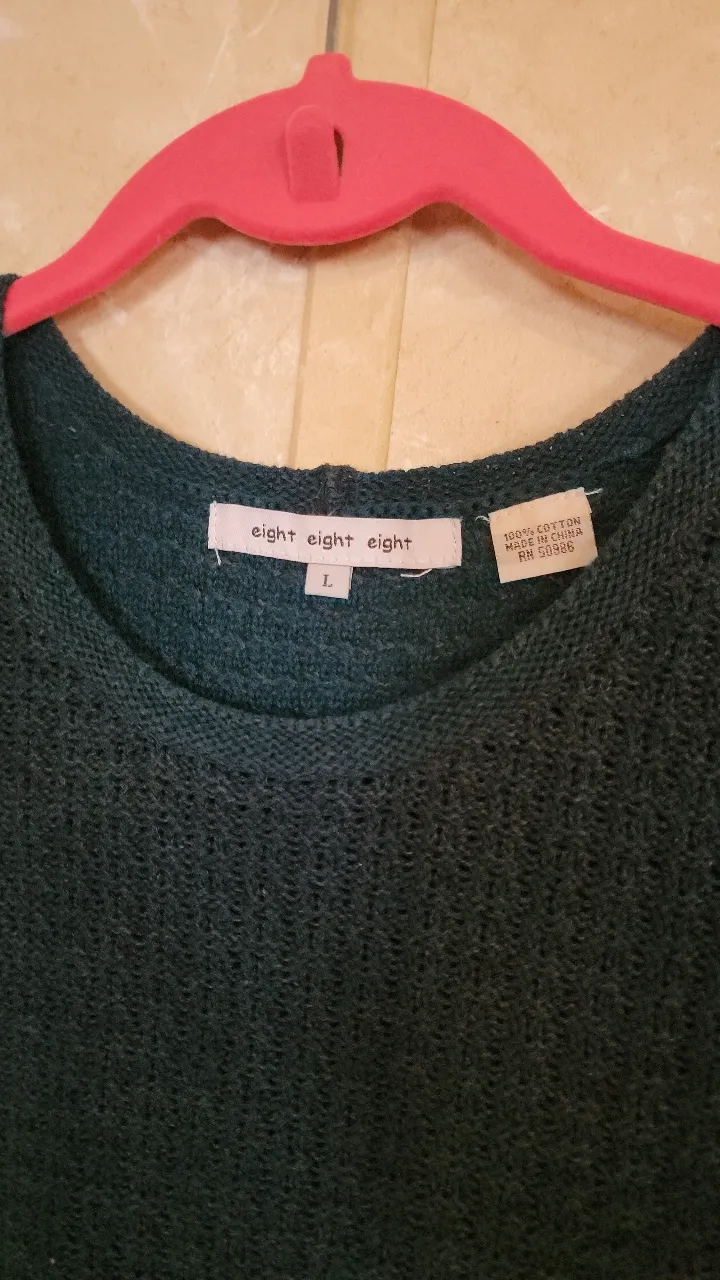 eight eight eight
L
100% COTTON
MADE IN CHINA
RN 50986